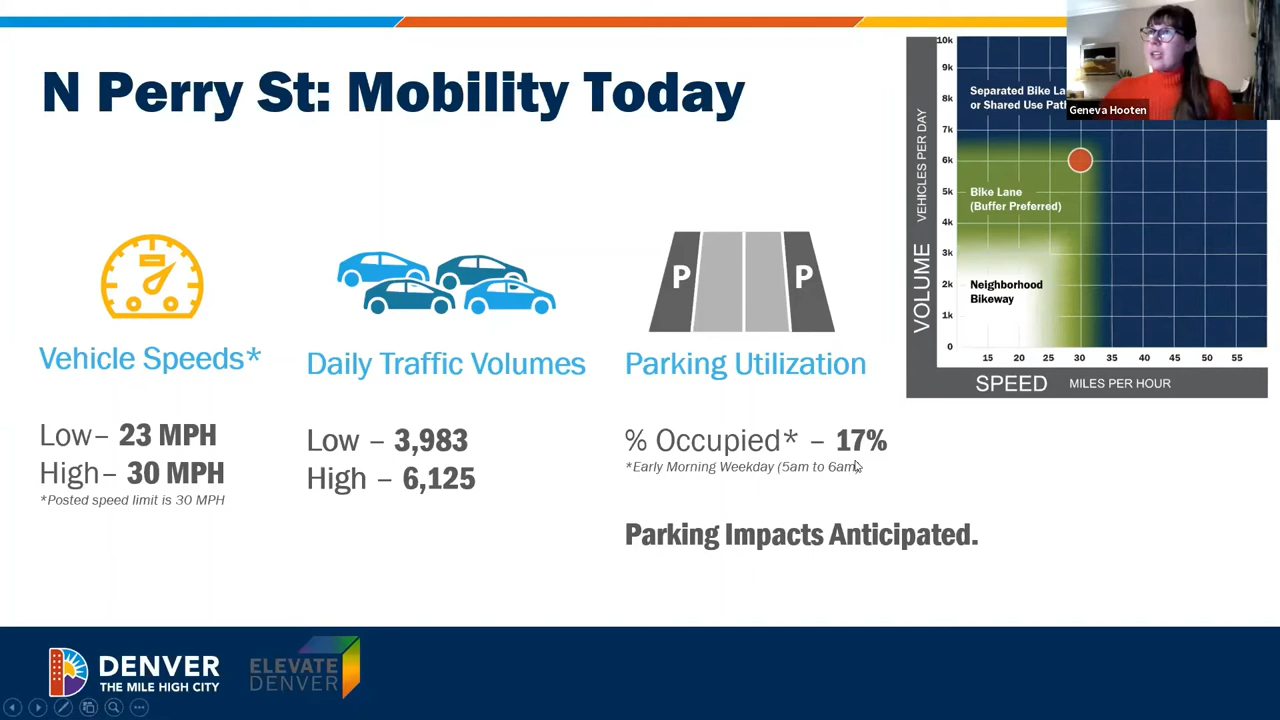 N Perry St: Mobility Today
Vehicle Speeds*
Low– 23 MPH
High– 30 MPH
*Posted speed limit is 30 MPH
Daily Traffic Volumes
Low – 3,983
High – 6,125
P
P
Parking Utilization
% Occupied* – 17%
*Early Morning Weekday (5am to 6am)
Parking Impacts Anticipated.
VOLUME VEHICLES PER DAY
10k
9k
8k
7k
6k
5k
4k
3k
2k
1k
0
Separated Bike La
or Shared Use Path
Bike Lane
(Buffer Preferred)
Neighborhood
Bikeway
15 20 25 30 35 40 45 50 55
SPEED MILES PER HOUR
Geneva Hooten
DENVER
THE MILE HIGH CITY
ELEVATE
DENVER